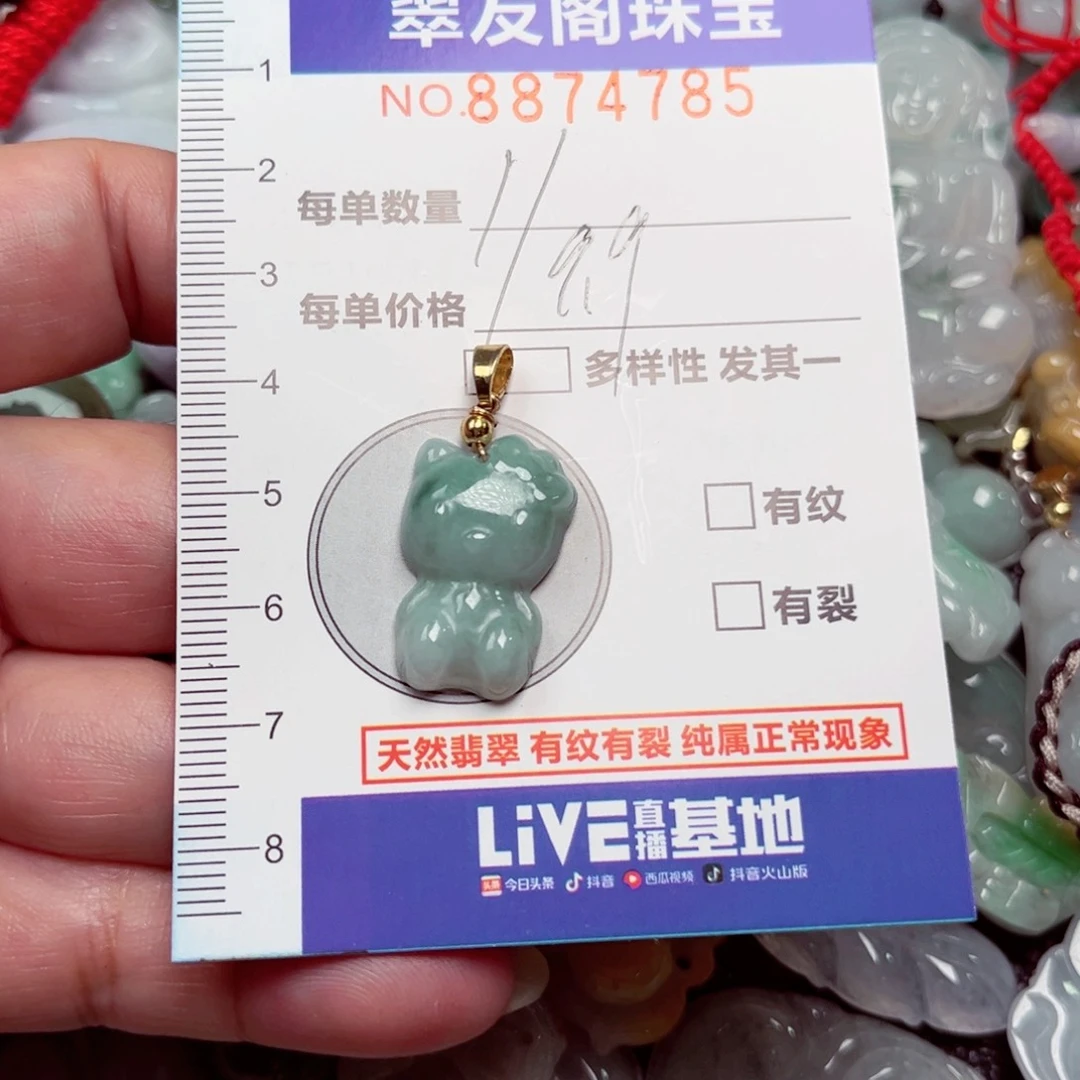 翠友阁珠宝
1
NO.8874785
2
每单数量
3
每单价格
4
多样性 发其一
5
有纹
6
有裂
7
天然翡翠 有纹有裂 纯属正常现象
8
LiVE直播基地
头条 今日头条 抖音 西瓜视频 抖音火山版